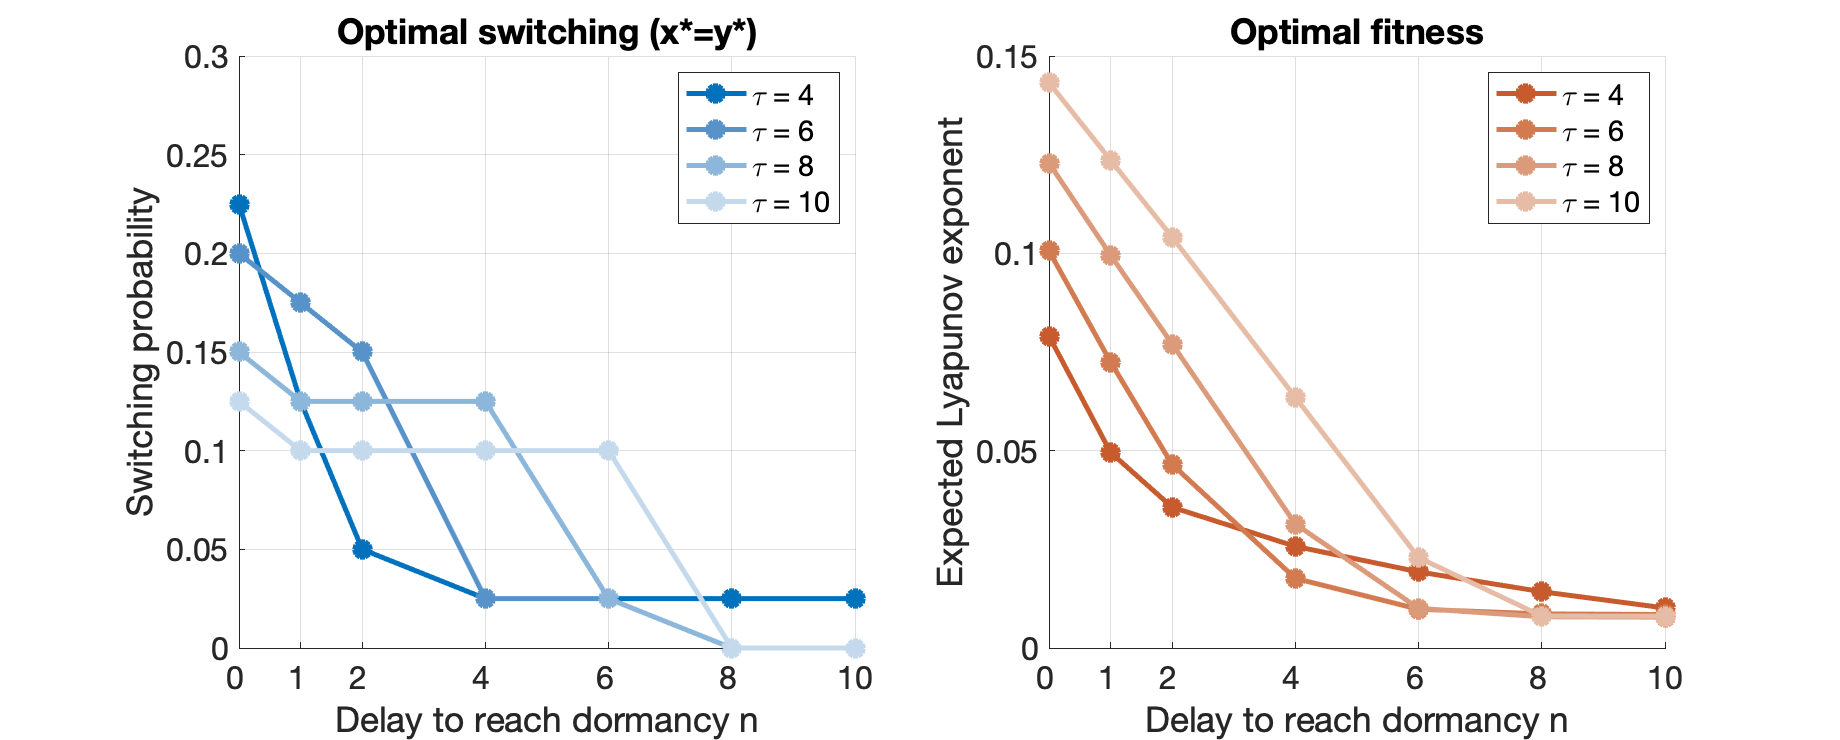 Optimal switching (x*=y*)
0.3
0.25
0.2
0.15
0.1
0.05
0
Switching probability
τ = 4
τ = 6
τ = 8
τ = 10
0 1 2 4 6 8 10
Delay to reach dormancy n
Optimal fitness
0.15
0.1
0.05
0
Expected Lyapunov exponent
τ = 4
τ = 6
τ = 8
τ = 10
0 1 2 4 6 8 10
Delay to reach dormancy n